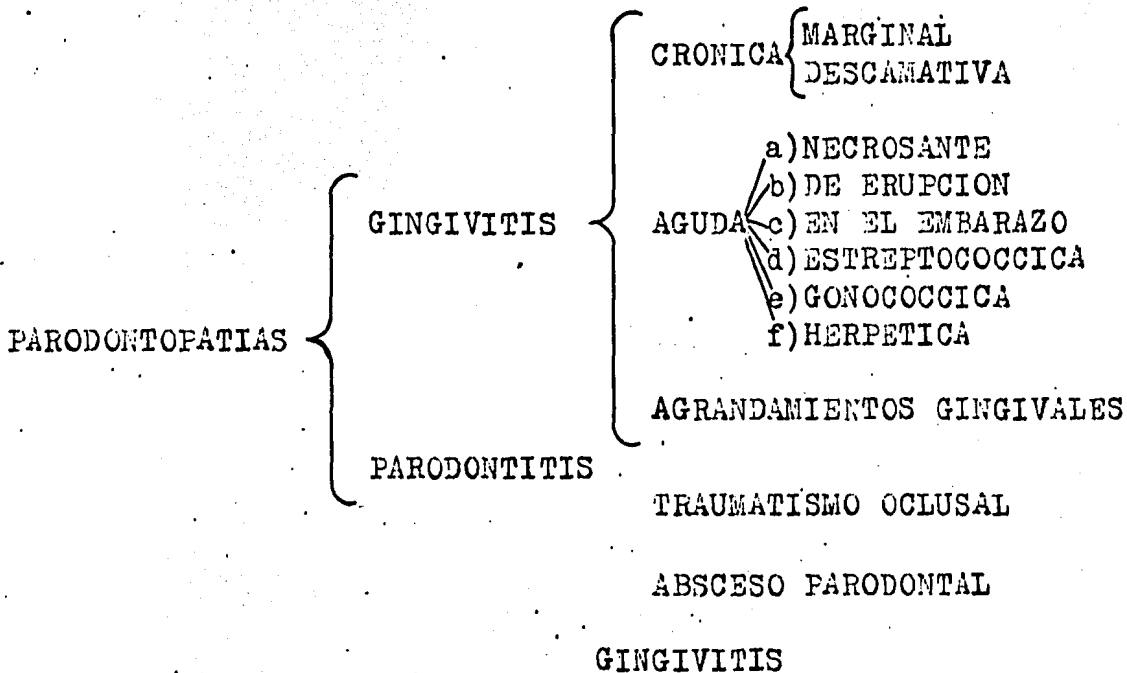 CRONICA
MARGINAL
DESCAMATIVA
a)NECROSANTE
b)DE ERUPCION
GINGIVITIS
AGUDA
c)EN EL EMBARAZO
d)ESTREPTOCOCCICA
e)GONOCOCCICA
f)HERPETICA
PARODONTOPATIAS
AGRANDAMIENTOS GINGIVALES
PARODONTITIS
TRAUMATISMO OCLUSAL
ABSCESO PARODONTAL
GINGIVITIS